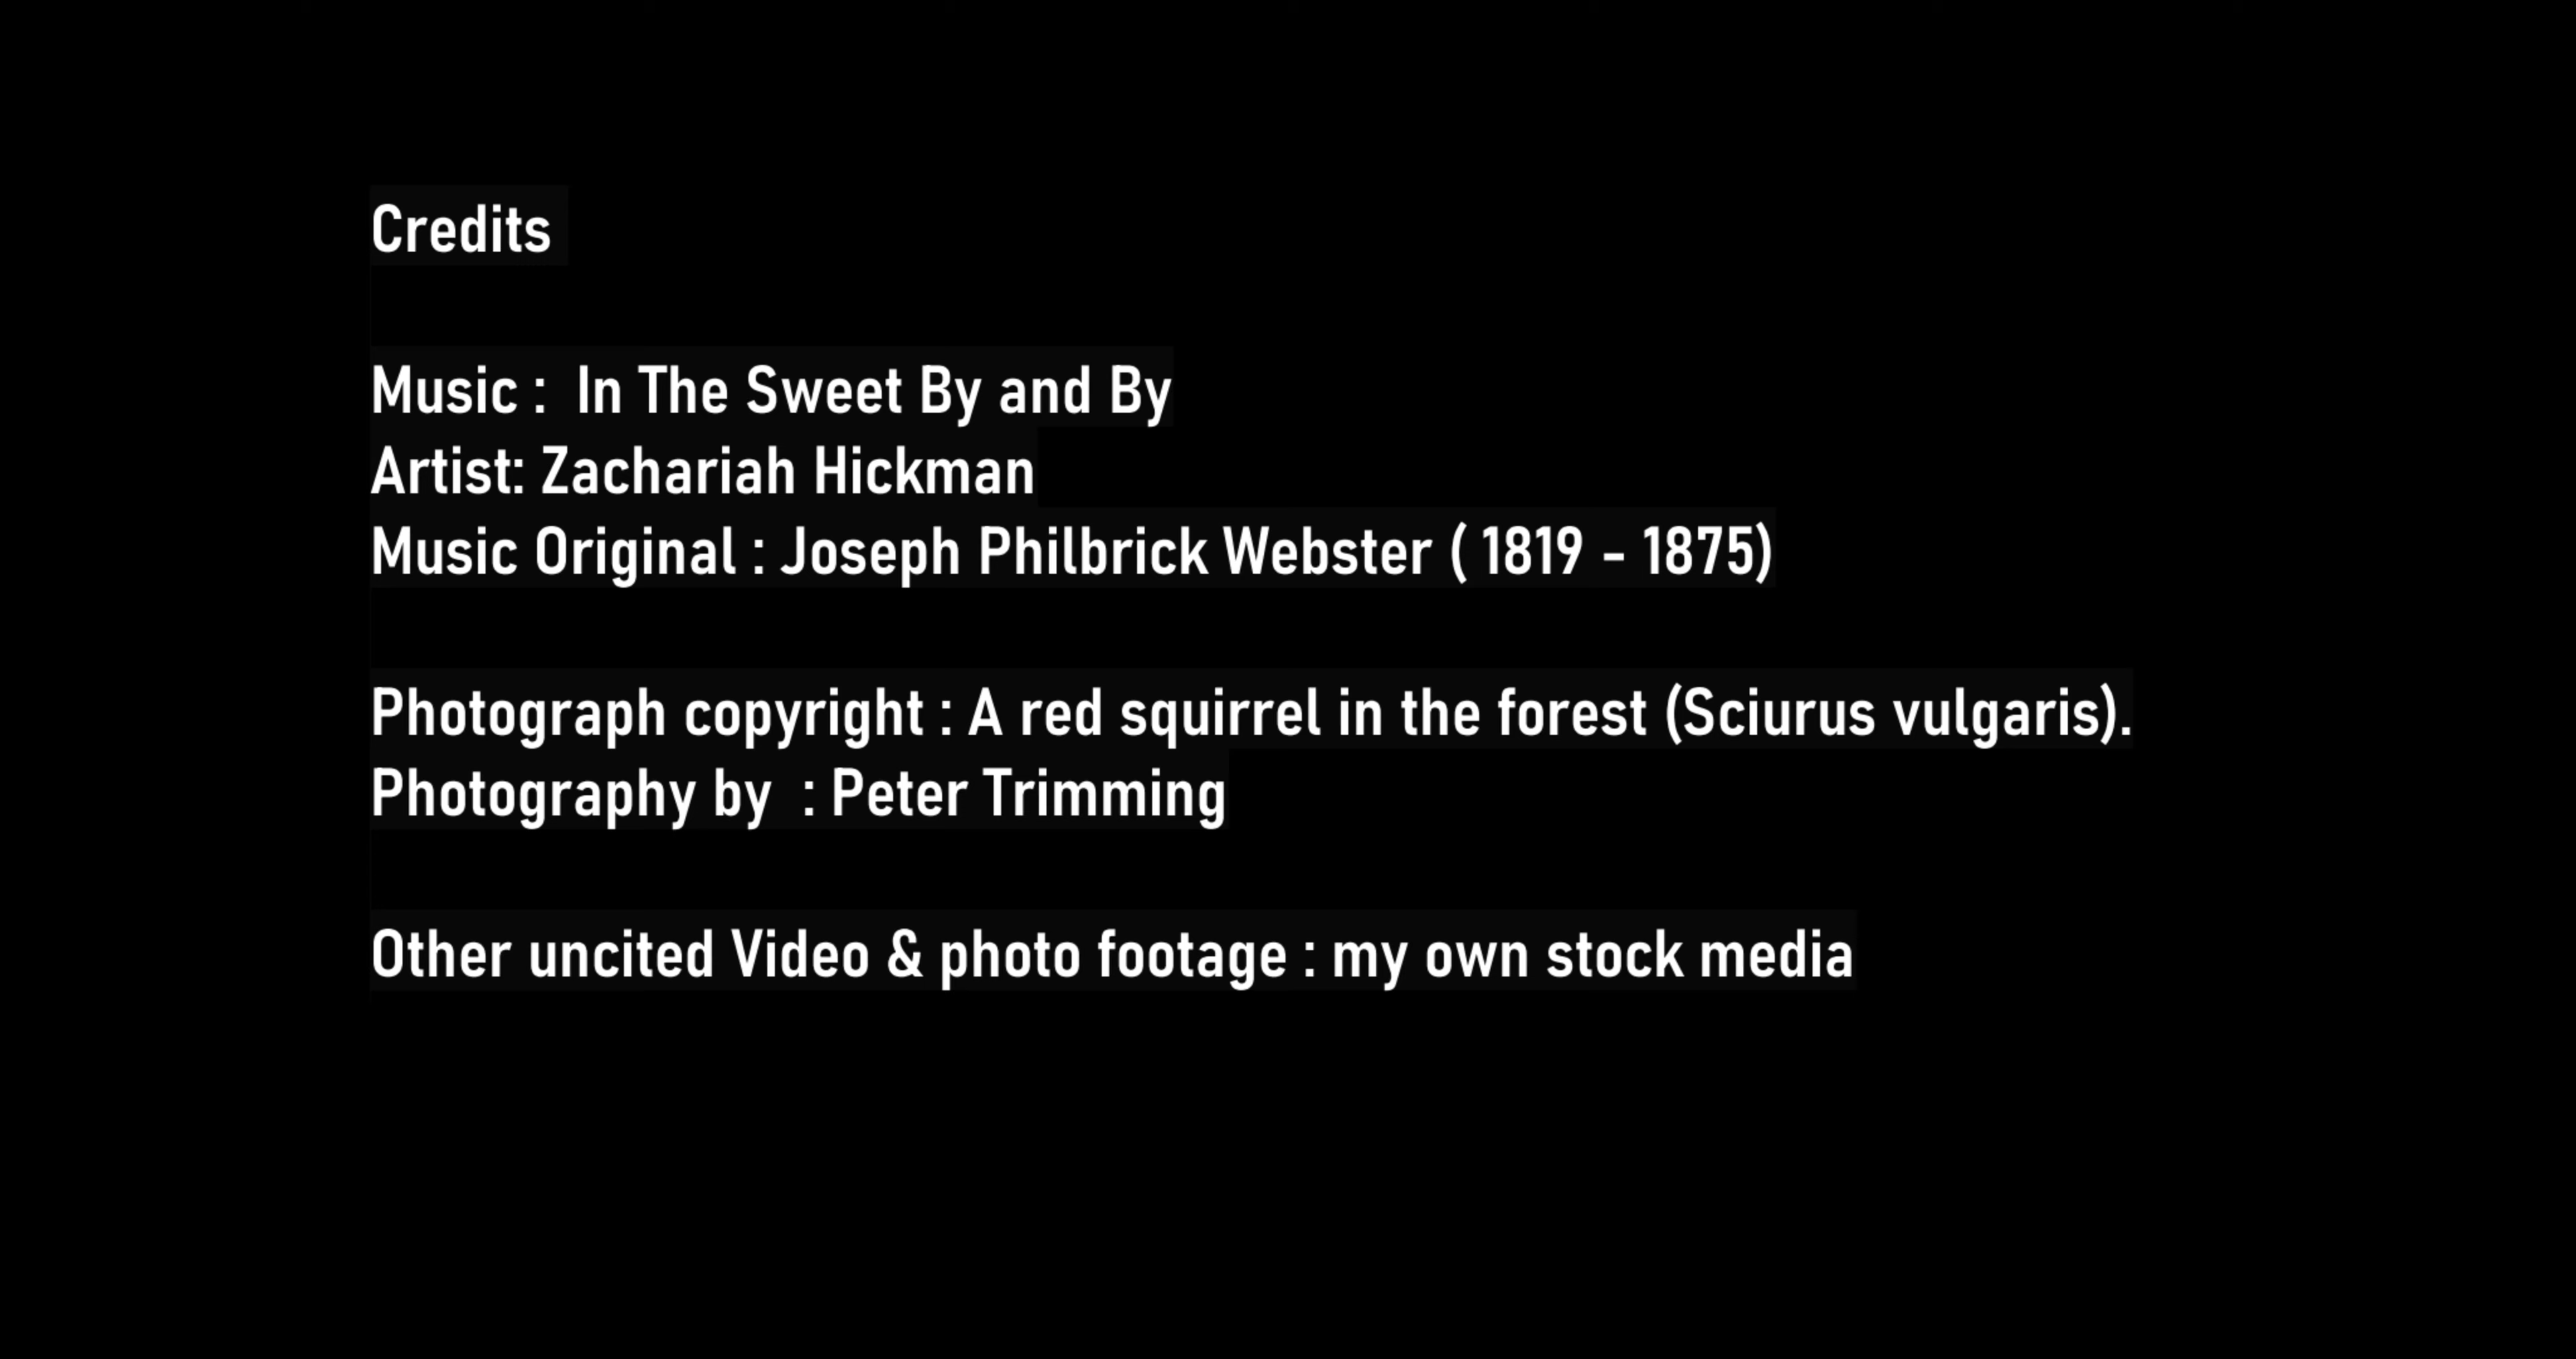 Credits
Music :  In The Sweet By and By
Artist: Zachariah Hickman
Music Original : Joseph Philbrick Webster ( 1819 - 1875)
Photograph copyright : A red squirrel in the forest (Sciurus vulgaris).
Photography by  : Peter Trimming
Other uncited Video & photo footage : my own stock media